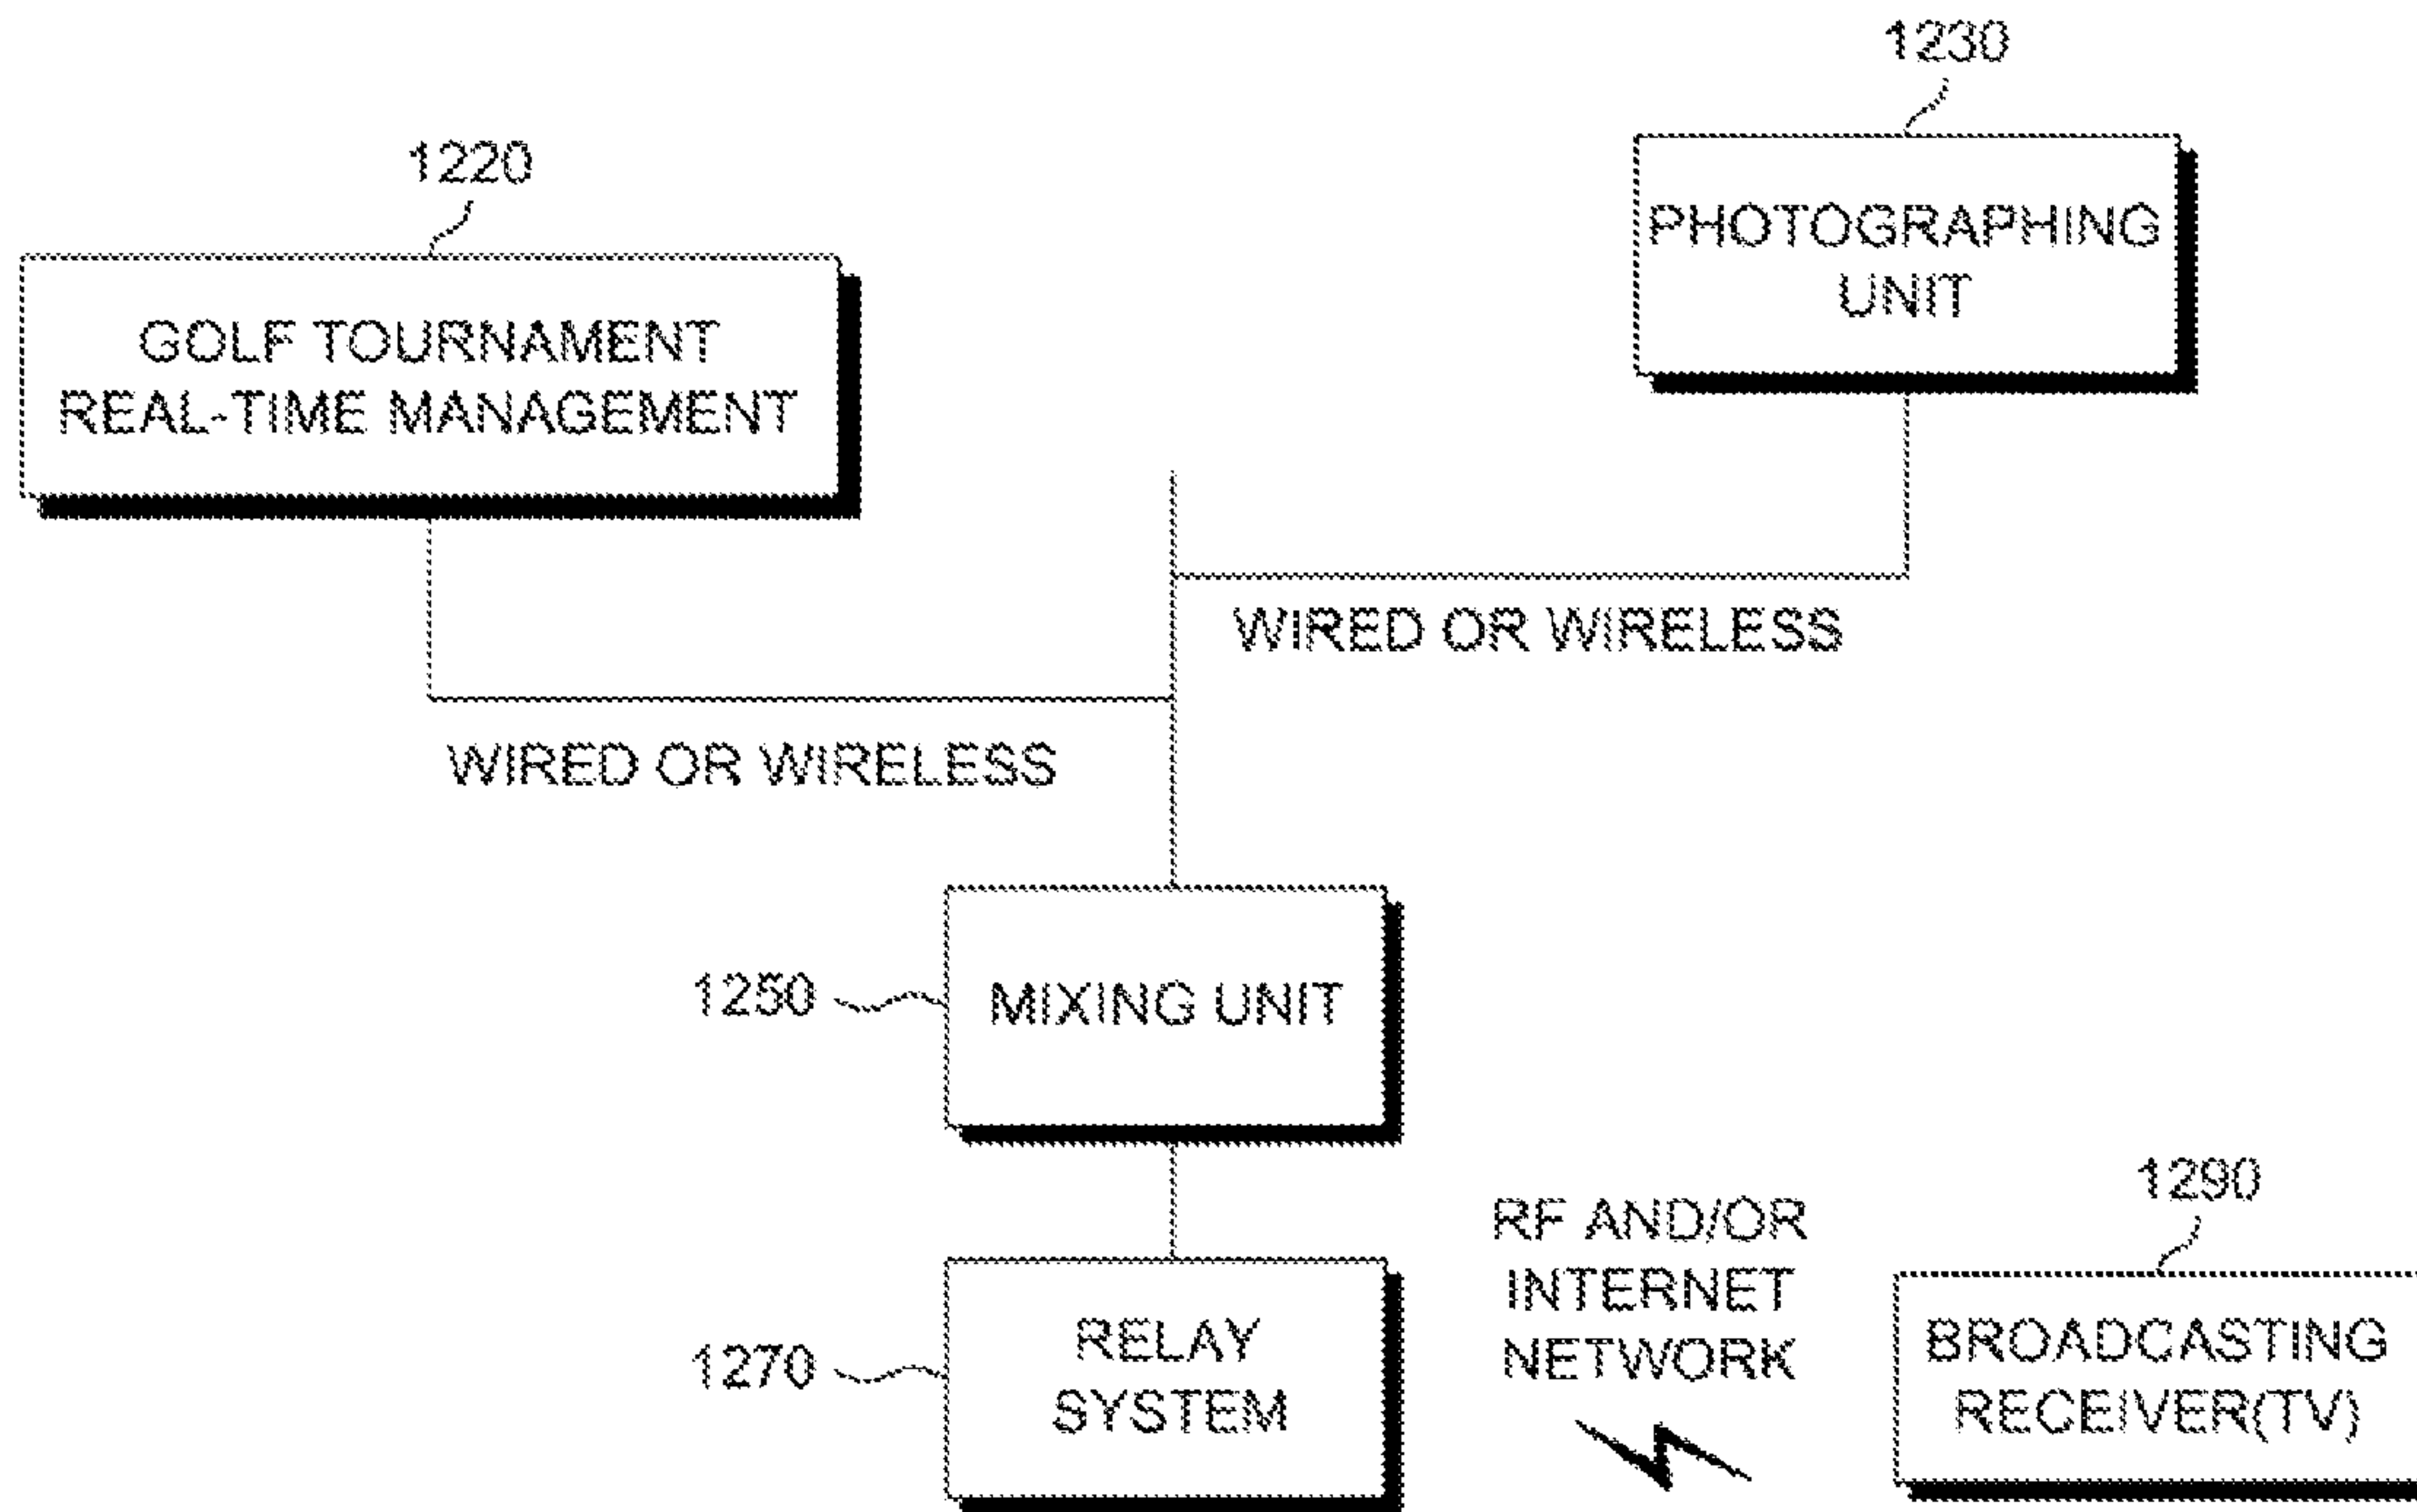 1230
1220
PHOTOGRAPHING
UNIT
GOLF TOURNAMENT
REAL-TIME MANAGEMENT
WIRED OR WIRELESS
WIRED OR WIRELESS
1250
MIXING UNIT
1290
RF AND/OR
INTERNET
NETWORK
1270
RELAY
SYSTEM
BROADCASTING
RECEIVER(TV)